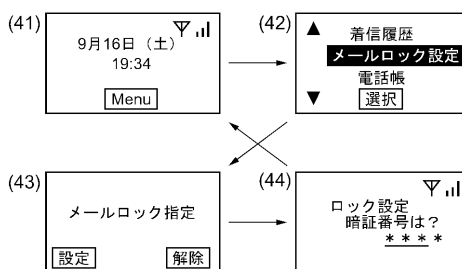 (41)
9月16日 （土）
19:34
Menu
(42)
着信履歴
メールロック設定
電話帳
選択
(43)
メールロック指定
設定 解除
(44)
ロック設定
暗証番号は？
＊＊＊＊